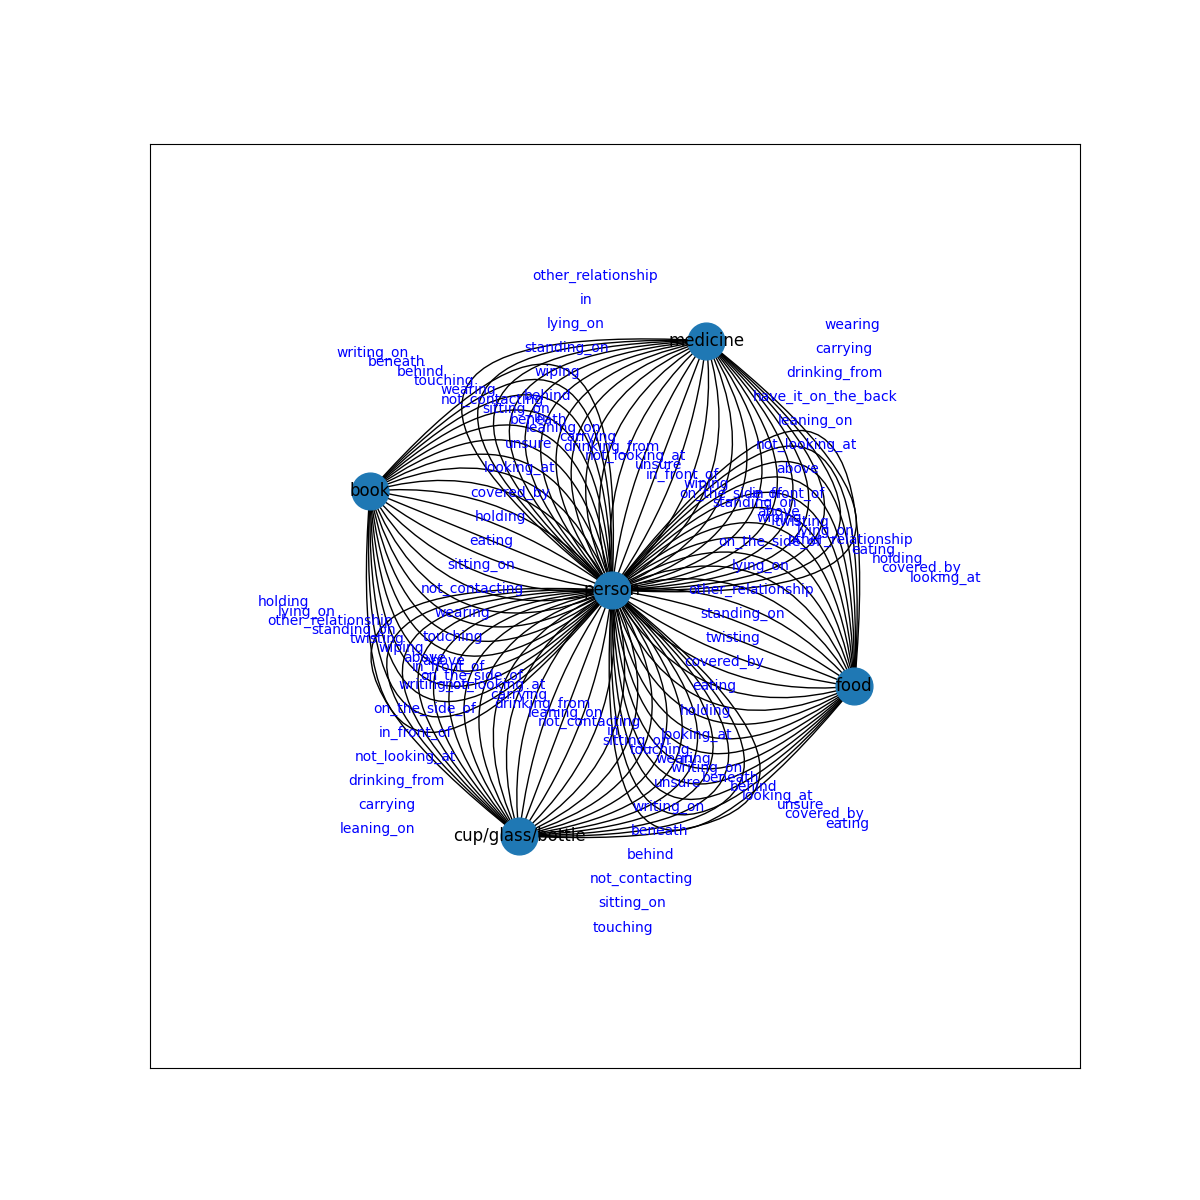 other_relationship
in
lying_on
wearing
medicine
standing_on
carrying
writing_on
beneath
behind
wiping
drinking_from
touching
wearing
behind
have_it_on_the_back
not_contacting
sitting_on
beneath
leaning_on
leaning_on
carrying
unsure
drinking_from
not_looking_at
not_looking_at
unsure
looking_at
in_front_of
above
wiping
book
covered_by
on_the_side_of
in_front_of
standing_on
holding
above
twisting
lying_on
eating
on_the_side_of
other_relationship
eating
sitting_on
lying_on
holding
covered_by
looking_at
not_contacting
person
other_relationship
holding
lying_on
wearing
standing_on
other_relationship
standing_on
twisting
touching
twisting
wiping
above
above
covered_by
in_front_of
on_the_side_of
writing_on
not_looking_at
eating
food
carrying
drinking_from
on_the_side_of
leaning_on
holding
not_contacting
in_front_of
in
sitting_on
looking_at
touching
not_looking_at
wearing
writing_on
drinking_from
unsure
beneath
behind
looking_at
carrying
writing_on
unsure
covered_by
leaning_on
cup/glass/bottle
beneath
eating
behind
not_contacting
sitting_on
touching